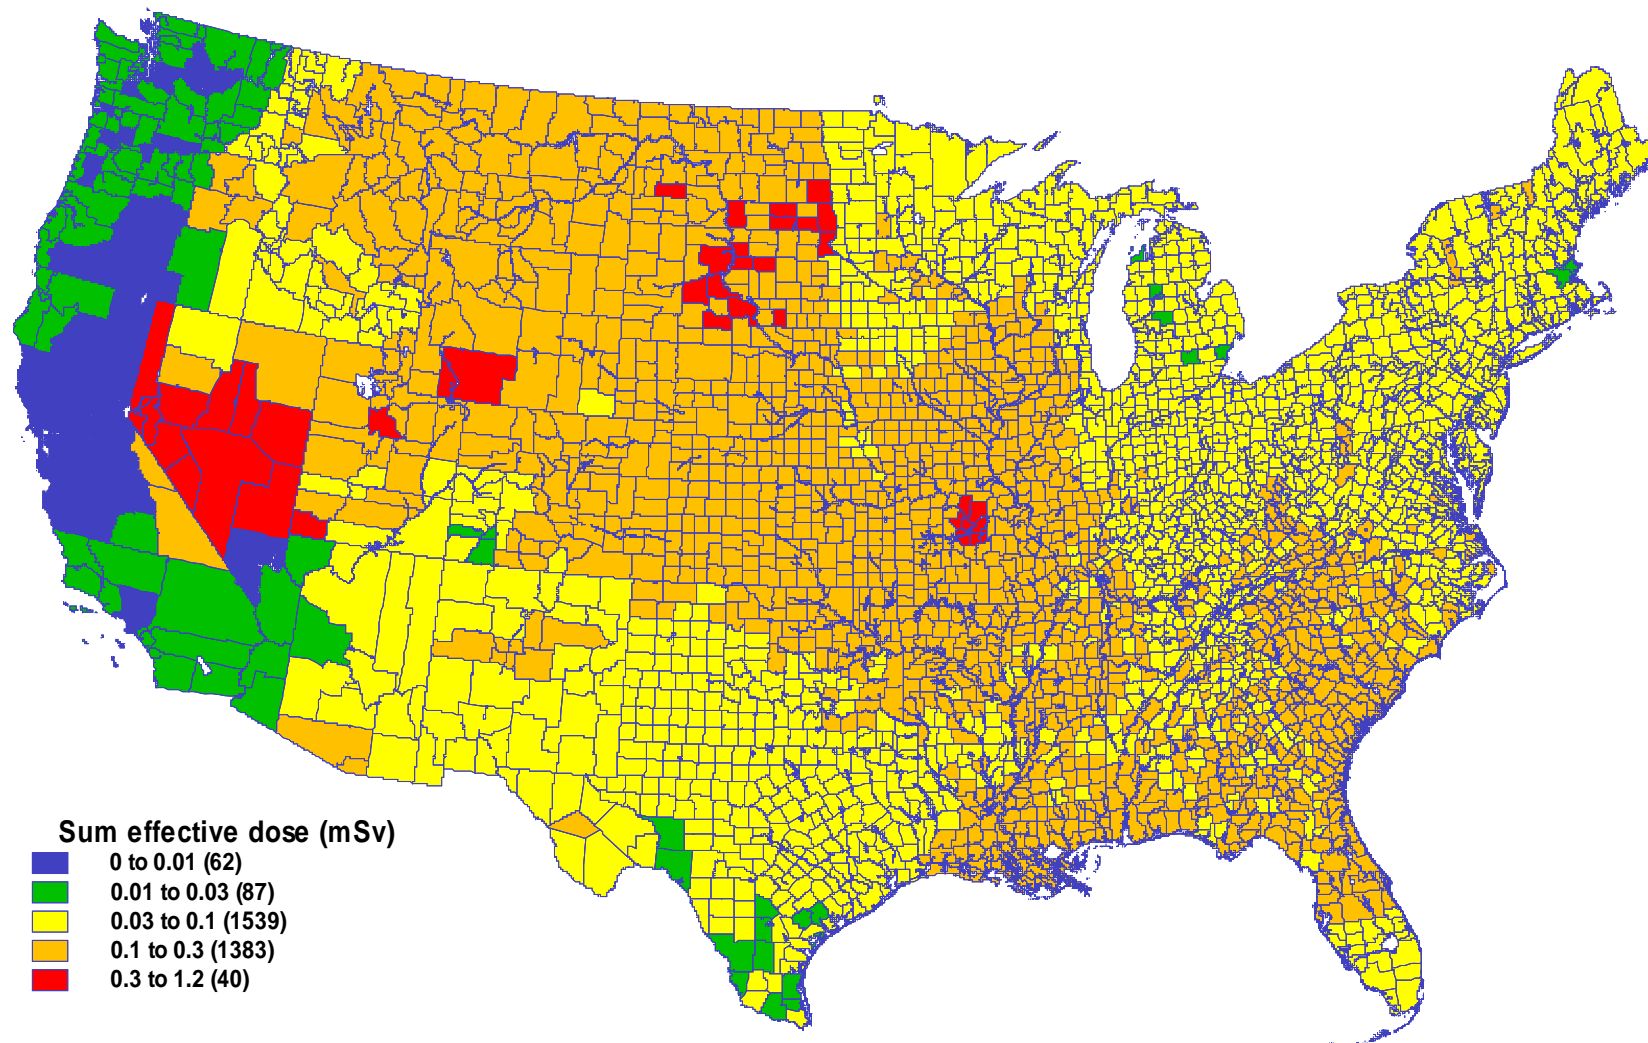 Sum effective dose (mSv)
0 to 0.01 (62)
0.01 to 0.03 (87)
0.03 to 0.1 (1539)
0.1 to 0.3 (1383)
0.3 to 1.2 (40)